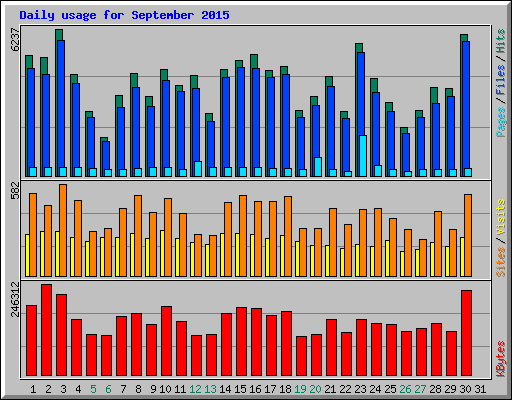 Daily usage for September 2015
6237
Pages / Files / Hits
582
Sites / Visits
246312
KBytes
1 2 3 4 5 6 7 8 9 10 11 12 13 14 15 16 17 18 19 20 21 22 23 24 25 26 27 28 29 30 31